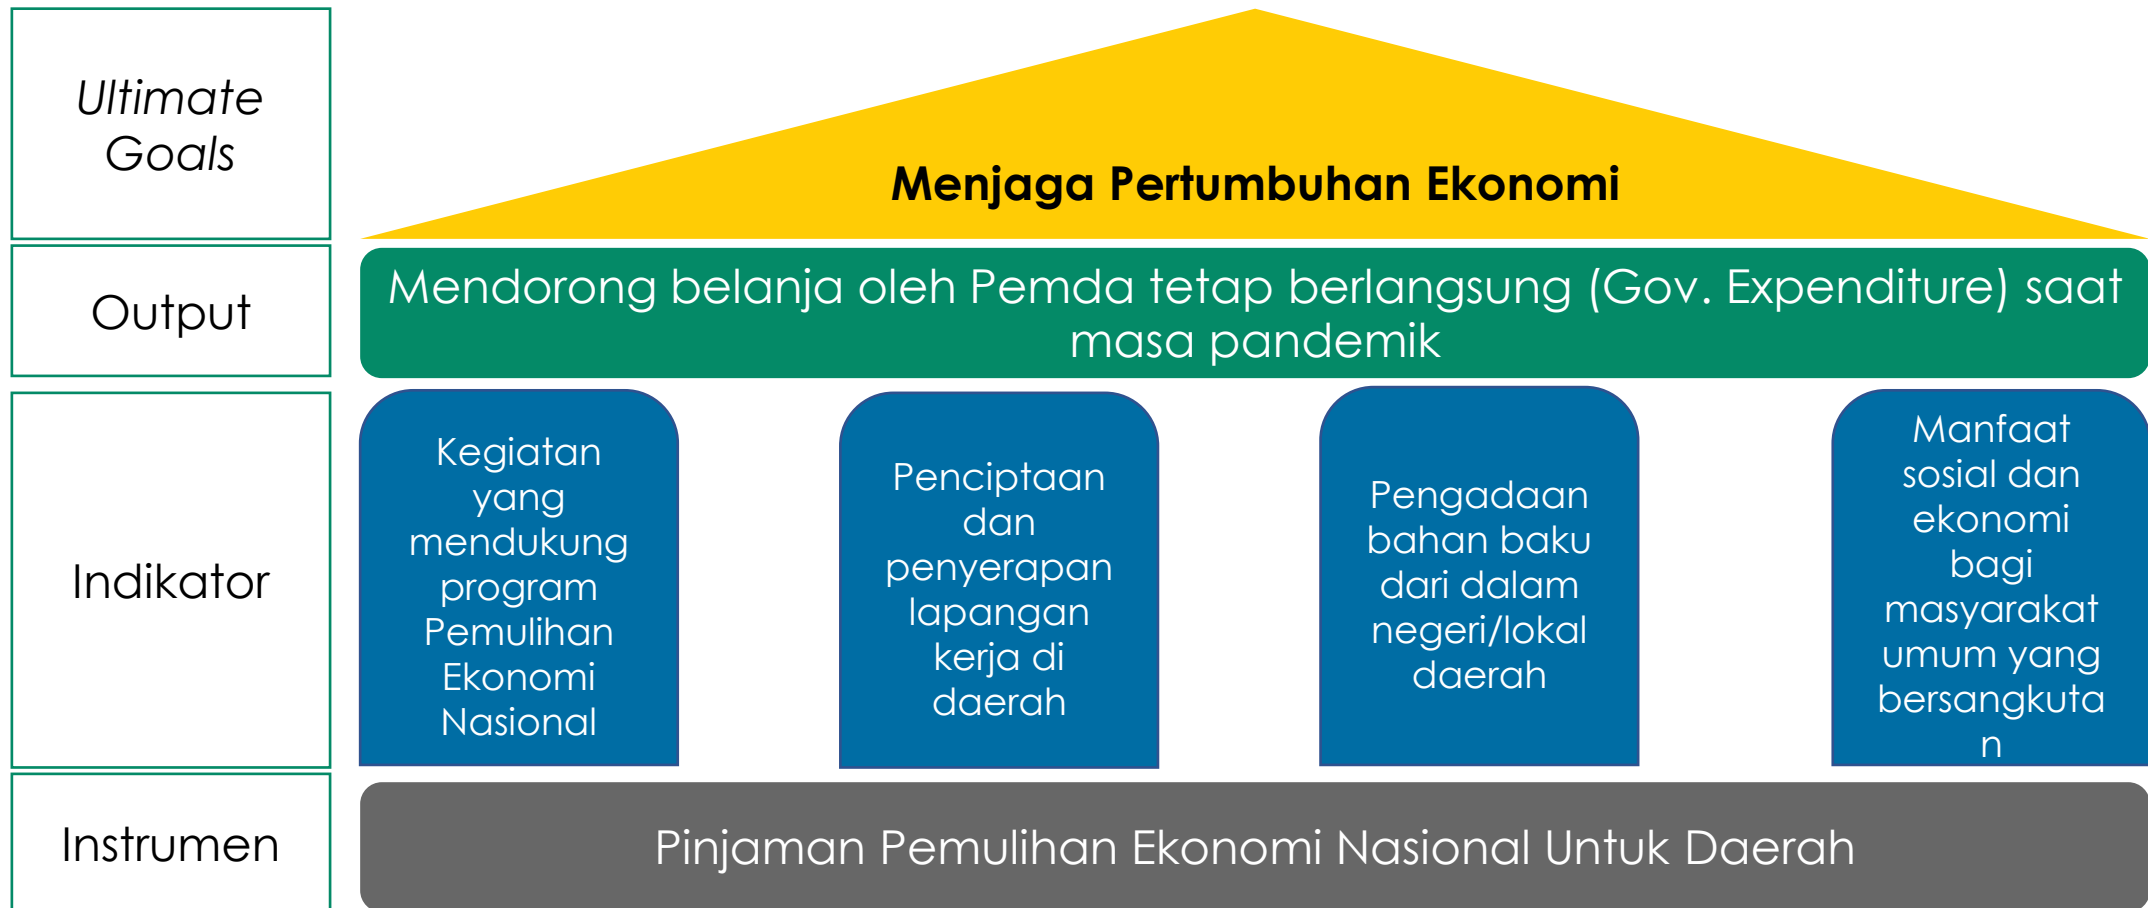 Ultimate
Goals
Menjaga Pertumbuhan Ekonomi
Output
Mendorong belanja oleh Pemda tetap berlangsung (Gov. Expenditure) saat
masa pandemik
Indikator
Kegiatan
yang
mendukung
program
Pemulihan
Ekonomi
Nasional
Penciptaan
dan
penyerapan
lapangan
kerja di
daerah
Pengadaan
bahan baku
dari dalam
negeri/lokal
daerah
Manfaat
sosial dan
ekonomi
bagi
masyarakat
umum yang
bersangkuta
n
Instrumen
Pinjaman Pemulihan Ekonomi Nasional Untuk Daerah